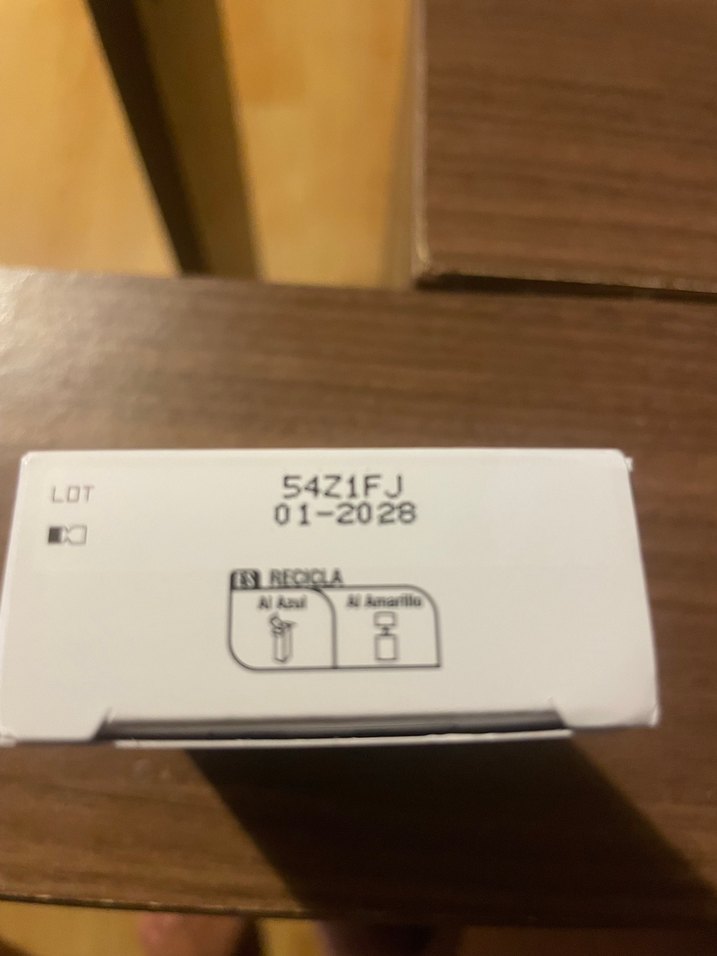 LOT 54Z1FJ
01-2028
ES RECICLA
Al Azul Al Amarillo